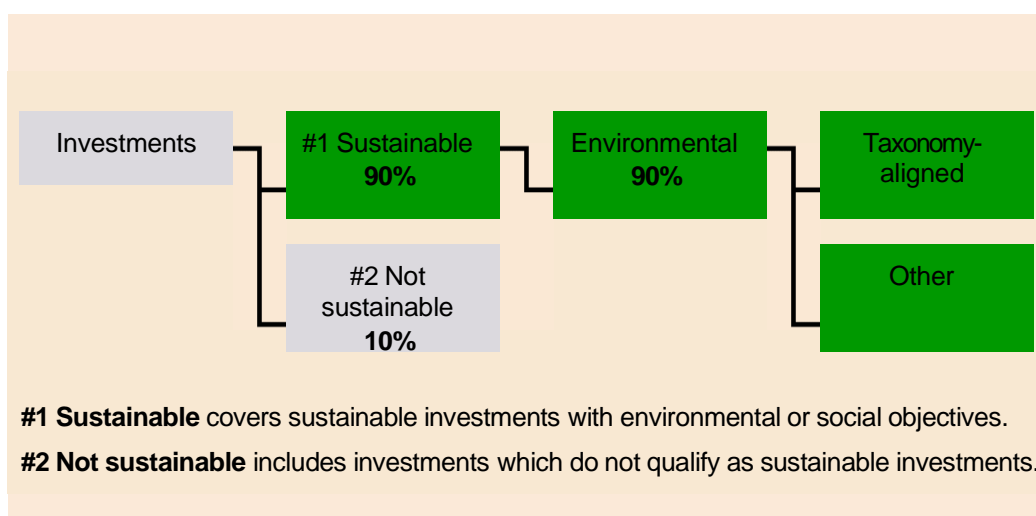 Investments
#1 Sustainable
90%
Environmental
90%
Taxonomy-
aligned
#2 Not
sustainable
10%
Other
#1 Sustainable covers sustainable investments with environmental or social objectives.
#2 Not sustainable includes investments which do not qualify as sustainable investments.